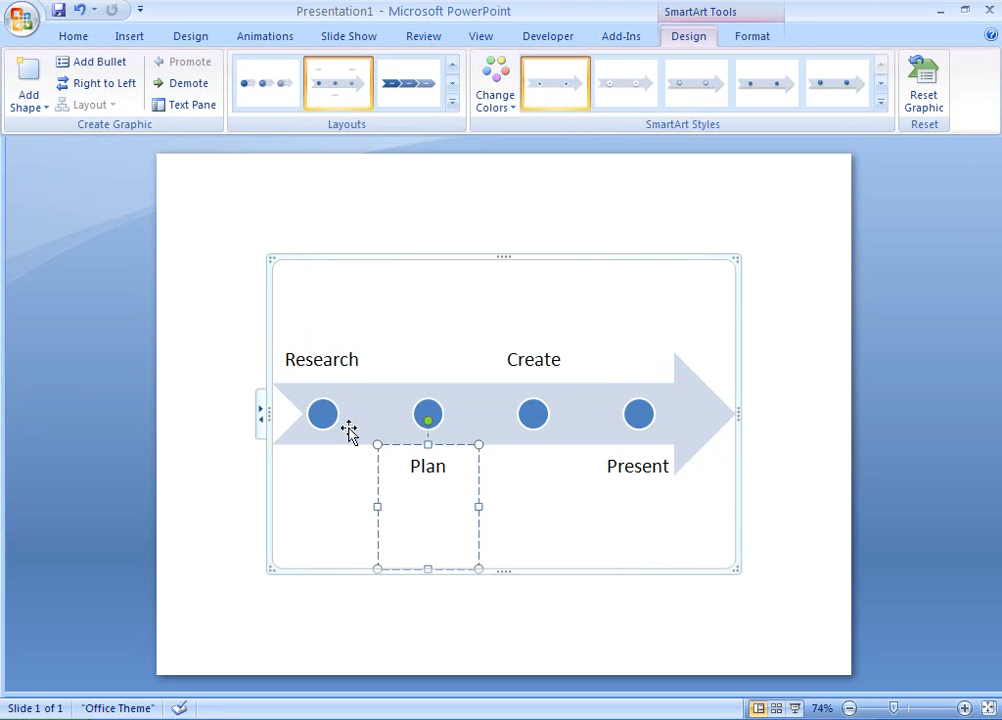 Presentation1 - Microsoft PowerPoint
SmartArt Tools
Home Insert Design Animations Slide Show Review View Developer Add-Ins Design Format
Add Shape
Add Bullet
Right to Left
Layout
Promote
Demote
Text Pane
Create Graphic
Layouts
Change Colors
SmartArt Styles
Reset Graphic
Reset
Research
Create
Plan
Present
Slide 1 of 1
"Office Theme"
74%